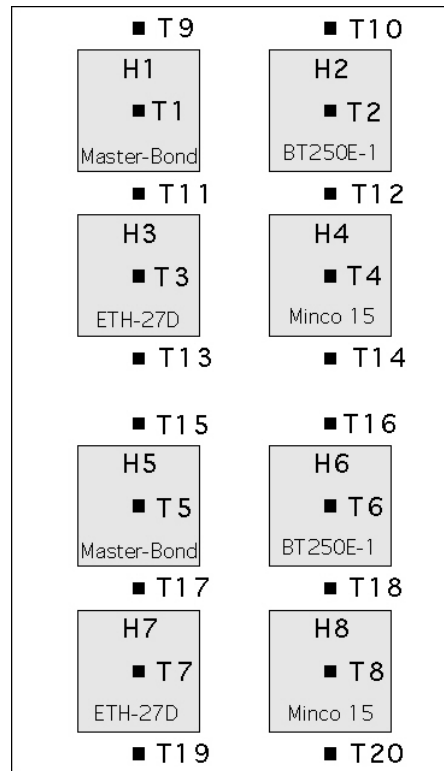 T9 T10
H1 H2
T1 T2
Master-Bond BT250E-1
T11 T12
H3 H4
T3 T4
ETH-27D Minco 15
T13 T14
T15 T16
H5 H6
T5 T6
Master-Bond BT250E-1
T17 T18
H7 H8
T7 T8
ETH-27D Minco 15
T19 T20